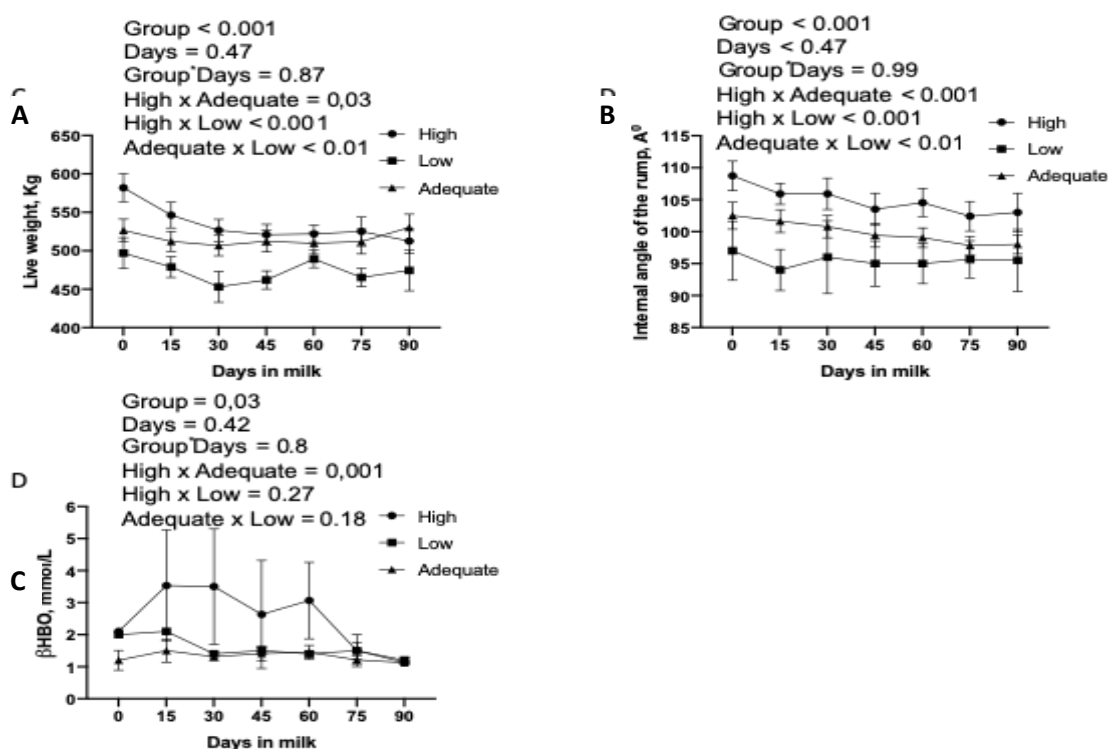 Group < 0.001
Days = 0.47
Group*Days = 0.87
High x Adequate = 0,03
High x Low < 0.001
Adequate x Low < 0.01
A
Live weight, Kg
650
600
550
500
450
400
0 15 30 45 60 75 90
Days in milk
High
Low
Adequate
Group < 0.001
Days < 0.47
Group*Days = 0.99
High x Adequate < 0.001
High x Low < 0.001
Adequate x Low < 0.01
B
Internal angle of the rump, A⁰
115
110
105
100
95
90
85
0 15 30 45 60 75 90
Days in milk
High
Low
Adequate
Group = 0,03
Days = 0.42
Group*Days = 0.8
High x Adequate = 0,001
High x Low = 0.27
Adequate x Low = 0.18
D
C
βHBO, mmol/L
6
5
4
3
2
1
0
0 15 30 45 60 75 90
Days in milk
High
Low
Adequate